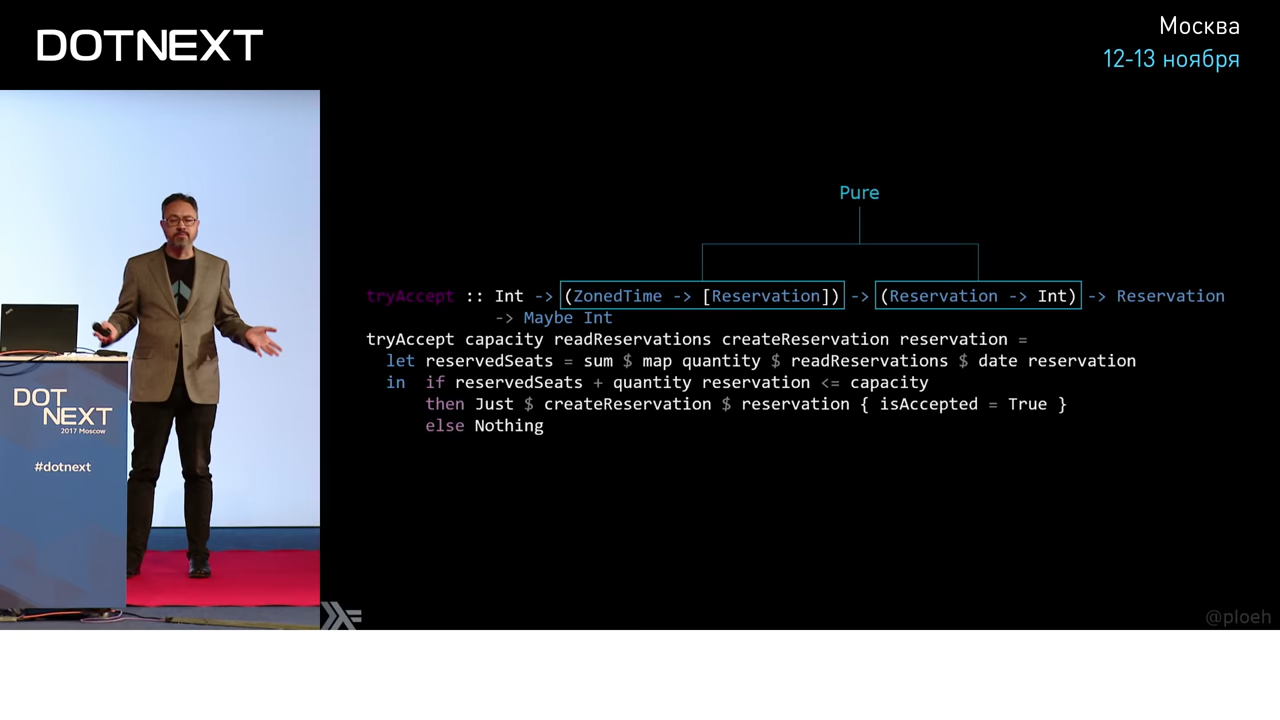 DOTNEXT
Москва
12-13 ноября
Pure
tryAccept :: Int -> (ZonedTime -> [Reservation]) -> (Reservation -> Int) -> Reservation
-> Maybe Int
tryAccept capacity readReservations createReservation reservation =
let reservedSeats = sum $ map quantity $ readReservations $ date reservation
in if reservedSeats + quantity reservation <= capacity
then Just $ createReservation $ reservation { isAccepted = True }
else Nothing
DOT
NEXT
2017 Moscow
#dotnext
@ploeh